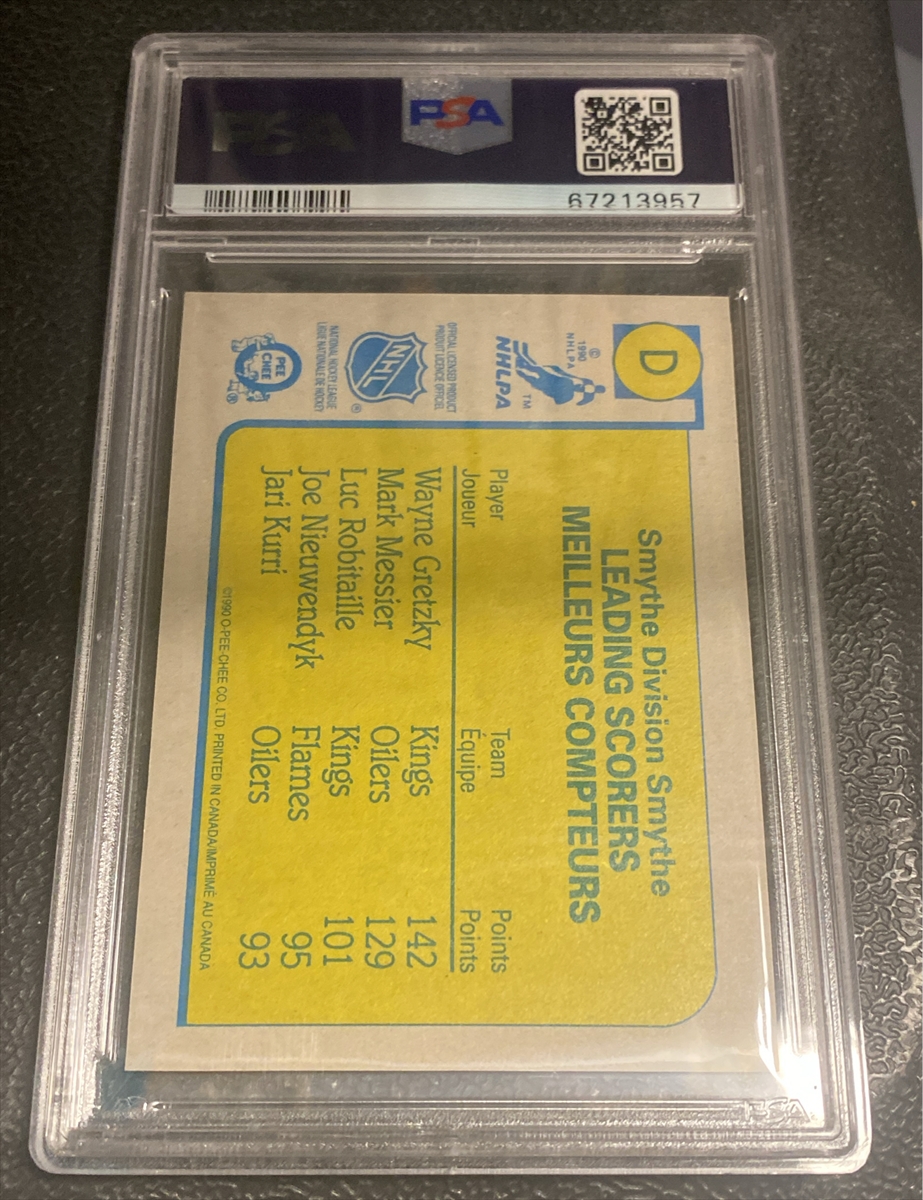 PSA
PSA
67213957
D
© 1990
NHLPA
NHLPA
TM
OFFICIAL LICENSED PRODUCT
PRODUIT LICENCIÉ OFFICIEL
NHL
®
NATIONAL HOCKEY LEAGUE
LIGUE NATIONALE DE HOCKEY
O PEE CHEE
®
Smythe Division Smythe
LEADING SCORERS
MEILLEURS COMPTEURS
Player Team Points
Joueur Équipe Points
Wayne Gretzky Kings 142
Mark Messier Oilers 129
Luc Robitaille Kings 101
Joe Nieuwendyk Flames 95
Jari Kurri Oilers 93
©1990 O-PEE-CHEE CO. LTD. PRINTED IN CANADA/IMPRIMÉ AU CANADA